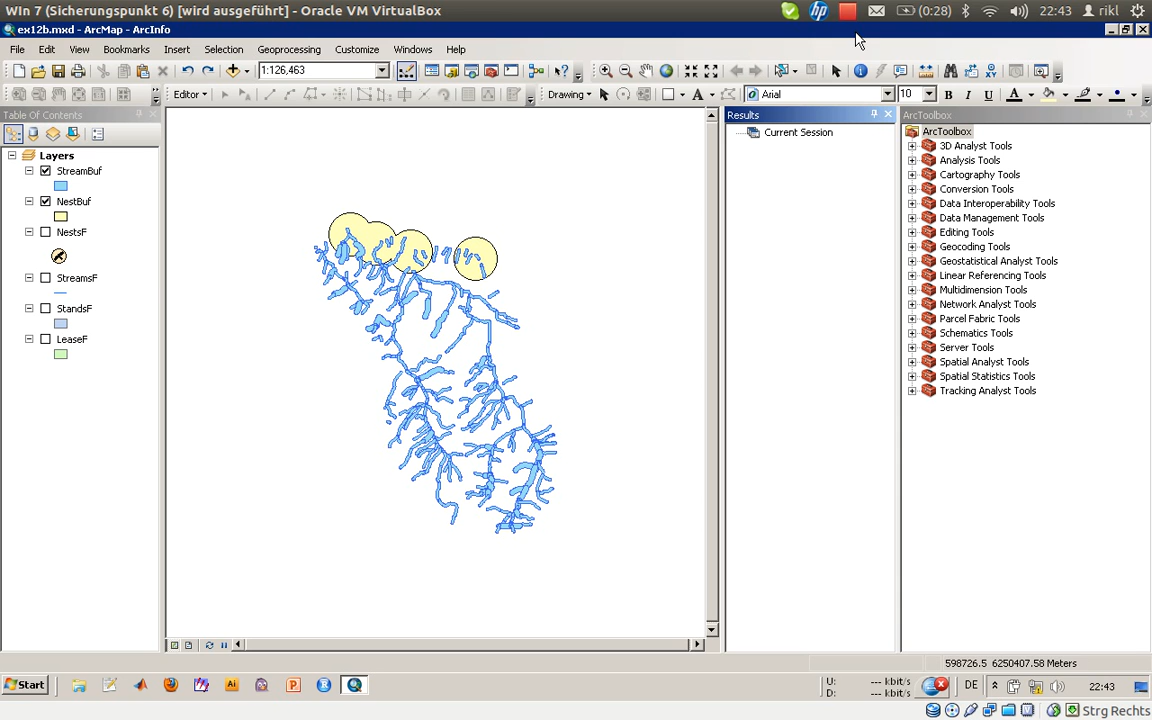 Win 7 (Sicherungspunkt 6) [wird ausgeführt] - Oracle VM VirtualBox
(0:28)
22:43
rikl
ex12b.mxd - ArcMap - ArcInfo
File Edit View Bookmarks Insert Selection Geoprocessing Customize Windows Help
1:126,463
Editor
Drawing
A
Arial
10
B I U A
Table Of Contents
Results
ArcToolbox
Layers
StreamBuf
NestBuf
NestsF
StreamsF
StandsF
LeaseF
Current Session
ArcToolbox
3D Analyst Tools
Analysis Tools
Cartography Tools
Conversion Tools
Data Interoperability Tools
Data Management Tools
Editing Tools
Geocoding Tools
Geostatistical Analyst Tools
Linear Referencing Tools
Multidimension Tools
Network Analyst Tools
Parcel Fabric Tools
Schematics Tools
Server Tools
Spatial Analyst Tools
Spatial Statistics Tools
Tracking Analyst Tools
598726.5 6250407.58 Meters
Start
U: -- kbit/s
D: -- kbit/s
DE
22:43
Strg Rechts